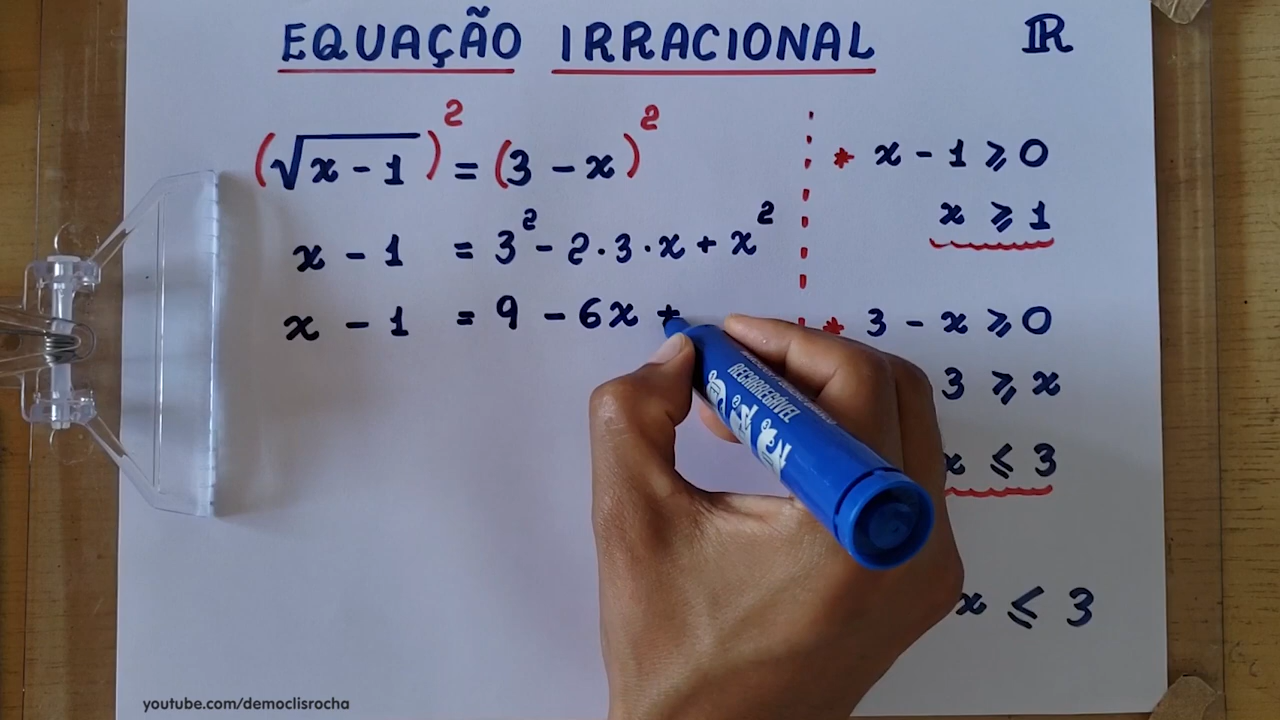 EQUAÇÃO IRRACIONAL ℝ
(√x - 1)² = (3 - x)²
x - 1 = 3² - 2 · 3 · x + x²
x - 1 = 9 - 6x +
* x - 1 ⩾ 0
x ⩾ 1
* 3 - x ⩾ 0
3 ⩾ x
x ≤ 3
x ≤ 3
RECARREGÁVEL
youtube.com/democlisrocha